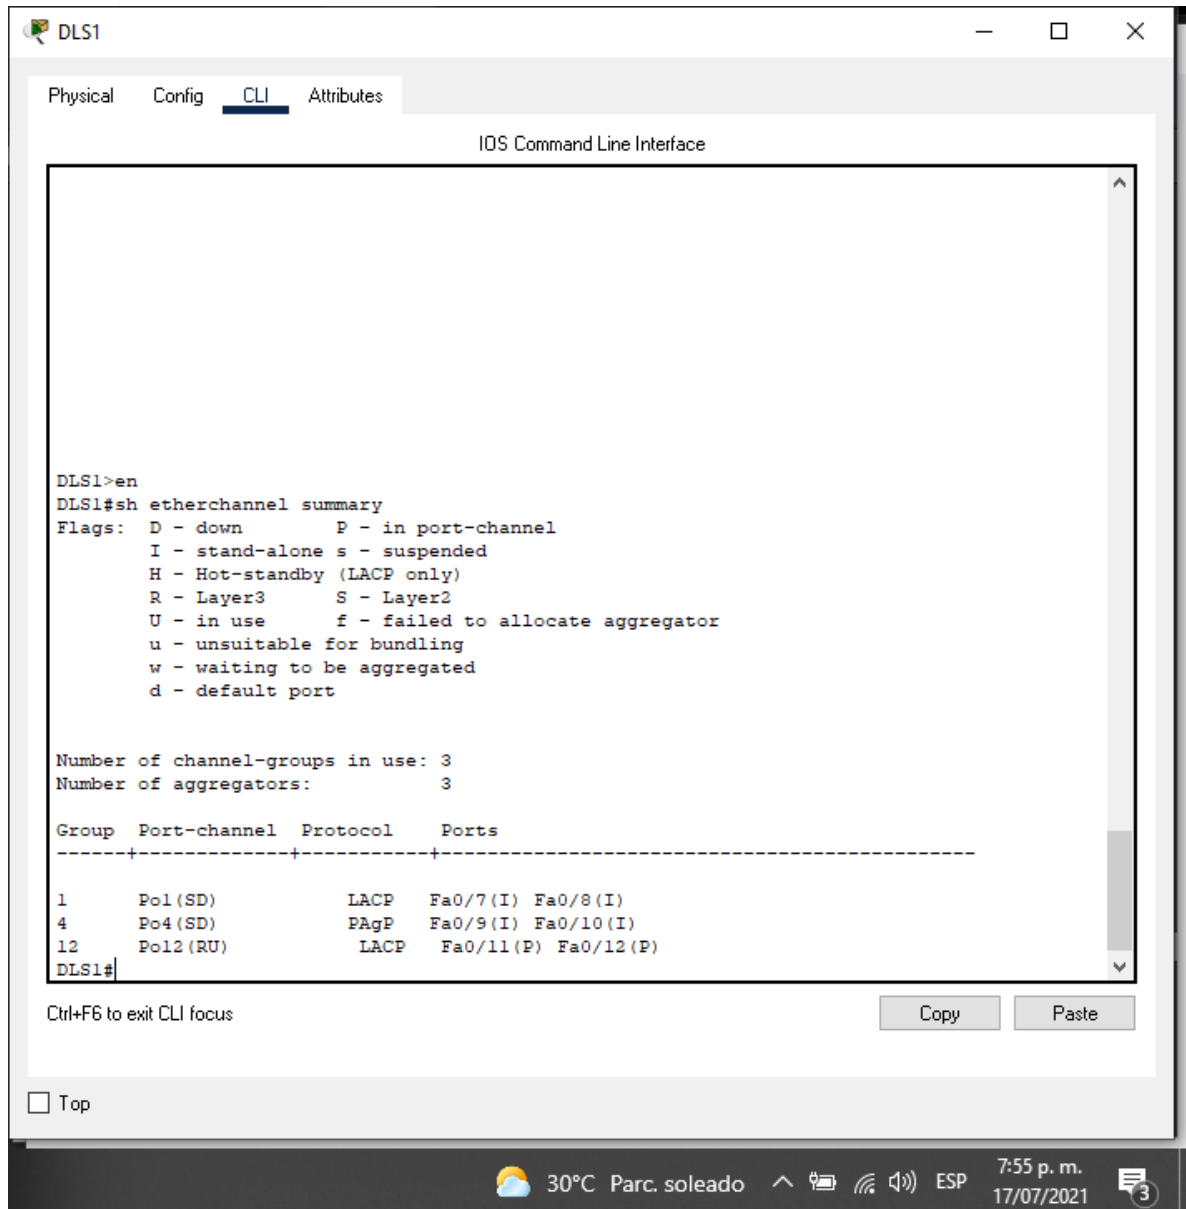 DLS1
Physical Config CLI Attributes
IOS Command Line Interface
DLS1>en
DLS1#sh etherchannel summary
Flags:  D - down        P - in port-channel
        I - stand-alone s - suspended
        H - Hot-standby (LACP only)
        R - Layer3      S - Layer2
        U - in use      f - failed to allocate aggregator
        u - unsuitable for bundling
        w - waiting to be aggregated
        d - default port
Number of channel-groups in use: 3
Number of aggregators:           3
Group  Port-channel  Protocol    Ports
------+-------------+-----------+----------------------------------------------
1      Po1(SD)           LACP   Fa0/7(I) Fa0/8(I)
4      Po4(SD)           PAgP   Fa0/9(I) Fa0/10(I)
12     Po12(RU)           LACP   Fa0/11(P) Fa0/12(P)
DLS1#
Ctrl+F6 to exit CLI focus
Copy
Paste
Top
30°C Parc. soleado
ESP
7:55 p. m.
17/07/2021
3